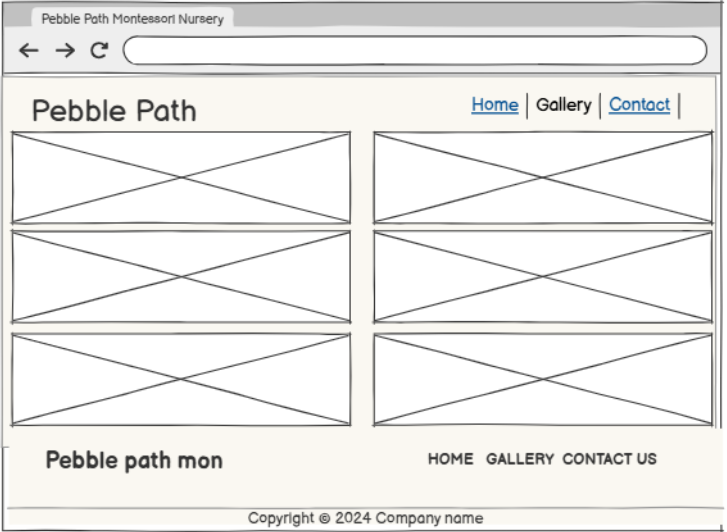 Pebble Path Montessori Nursery
Pebble Path
Home | Gallery | Contact |
Pebble path mon
HOME GALLERY CONTACT US
Copyright © 2024 Company name